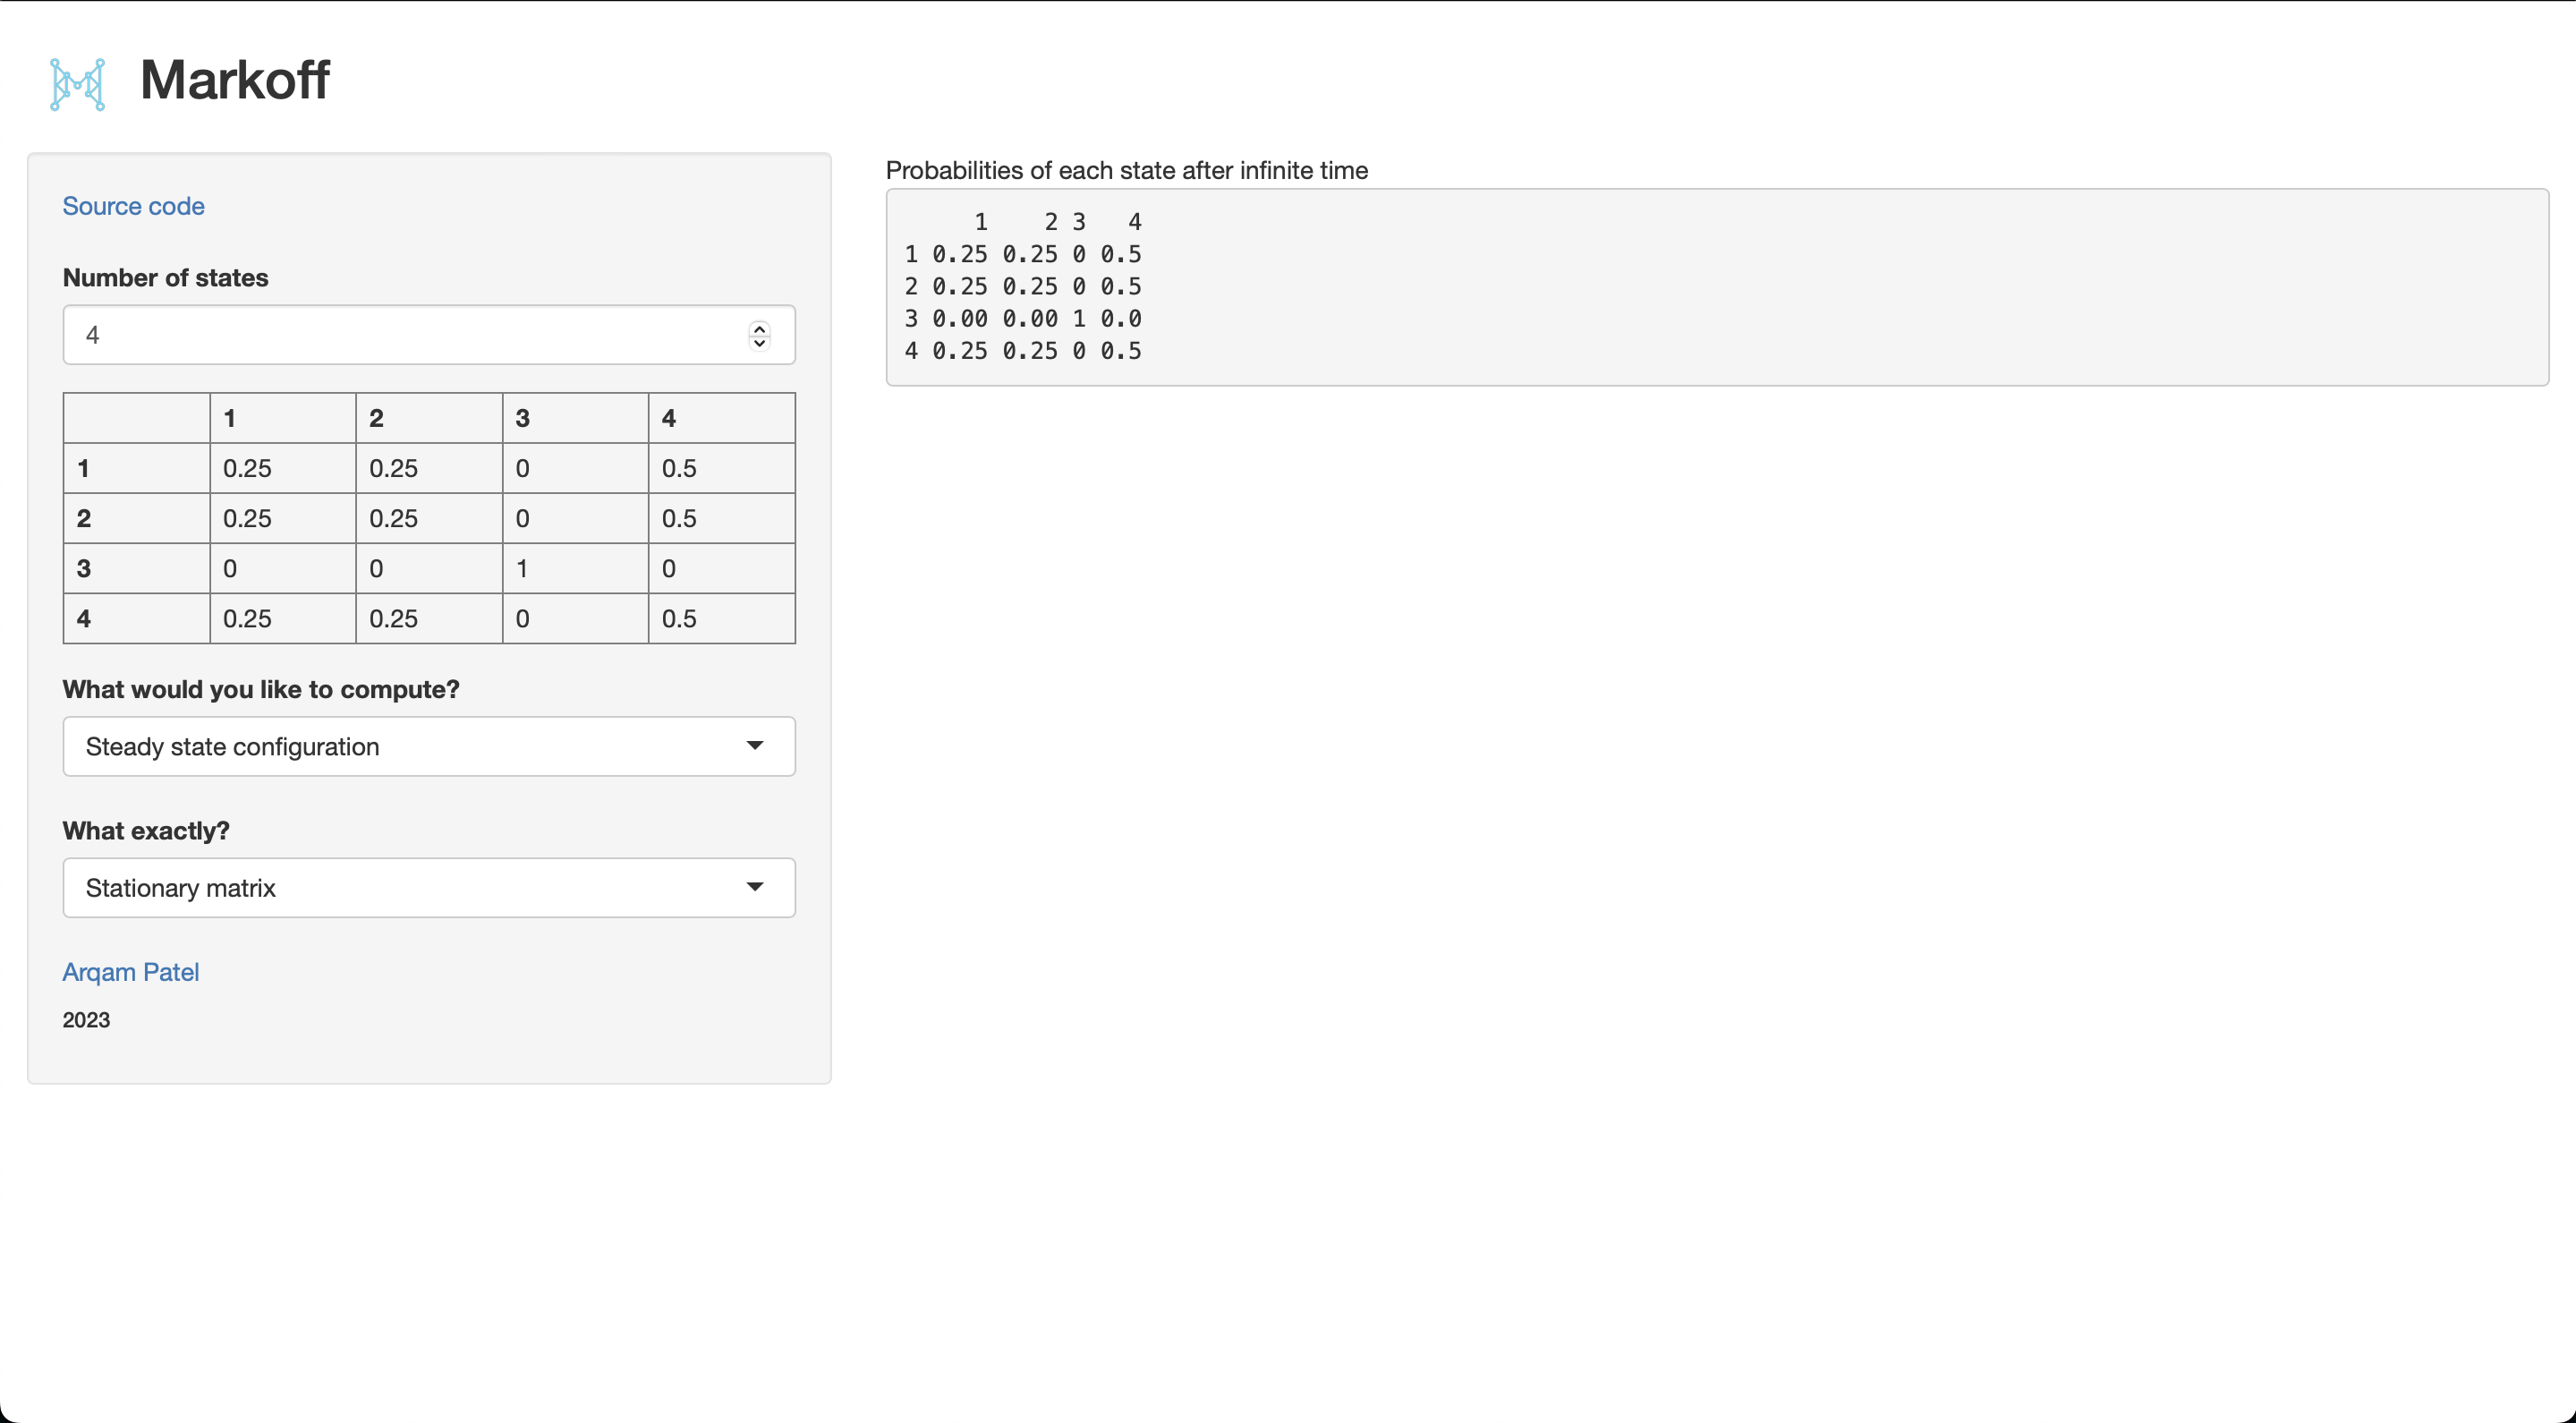 Markoff
Source code
Number of states
4
1 2 3 4
1 0.25 0.25 0 0.5
2 0.25 0.25 0 0.5
3 0 0 1 0
4 0.25 0.25 0 0.5
What would you like to compute?
Steady state configuration
What exactly?
Stationary matrix
Arqam Patel
2023
Probabilities of each state after infinite time
1 2 3 4
1 0.25 0.25 0 0.5
2 0.25 0.25 0 0.5
3 0.00 0.00 1 0.0
4 0.25 0.25 0 0.5